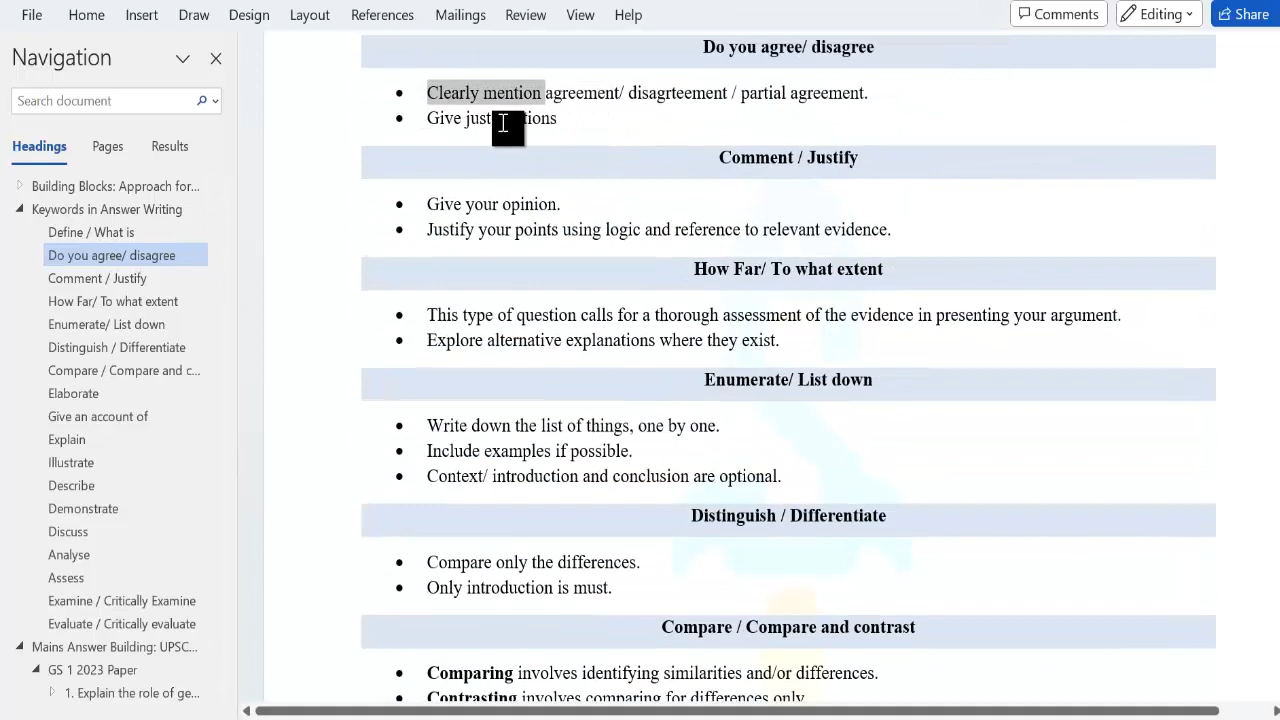 File Home Insert Draw Design Layout References Mailings Review View Help Comments Editing Share
Navigation
Search document
Headings Pages Results
Building Blocks: Approach for...
Keywords in Answer Writing
Define / What is
Do you agree/ disagree
Comment / Justify
How Far/ To what extent
Enumerate/ List down
Distinguish / Differentiate
Compare / Compare and c...
Elaborate
Give an account of
Explain
Illustrate
Describe
Demonstrate
Discuss
Analyse
Assess
Examine / Critically Examine
Evaluate / Critically evaluate
Mains Answer Building: UPSC...
GS 1 2023 Paper
1. Explain the role of ge...
Do you agree/ disagree
• Clearly mention agreement/ disagrteement / partial agreement.
• Give
Comment / Justify
• Give your opinion.
• Justify your points using logic and reference to relevant evidence.
How Far/ To what extent
• This type of question calls for a thorough assessment of the evidence in presenting your argument.
• Explore alternative explanations where they exist.
Enumerate/ List down
• Write down the list of things, one by one.
• Include examples if possible.
• Context/ introduction and conclusion are optional.
Distinguish / Differentiate
• Compare only the differences.
• Only introduction is must.
Compare / Compare and contrast
• Comparing involves identifying similarities and/or differences.
• Contrasting involves comparing for differences only.